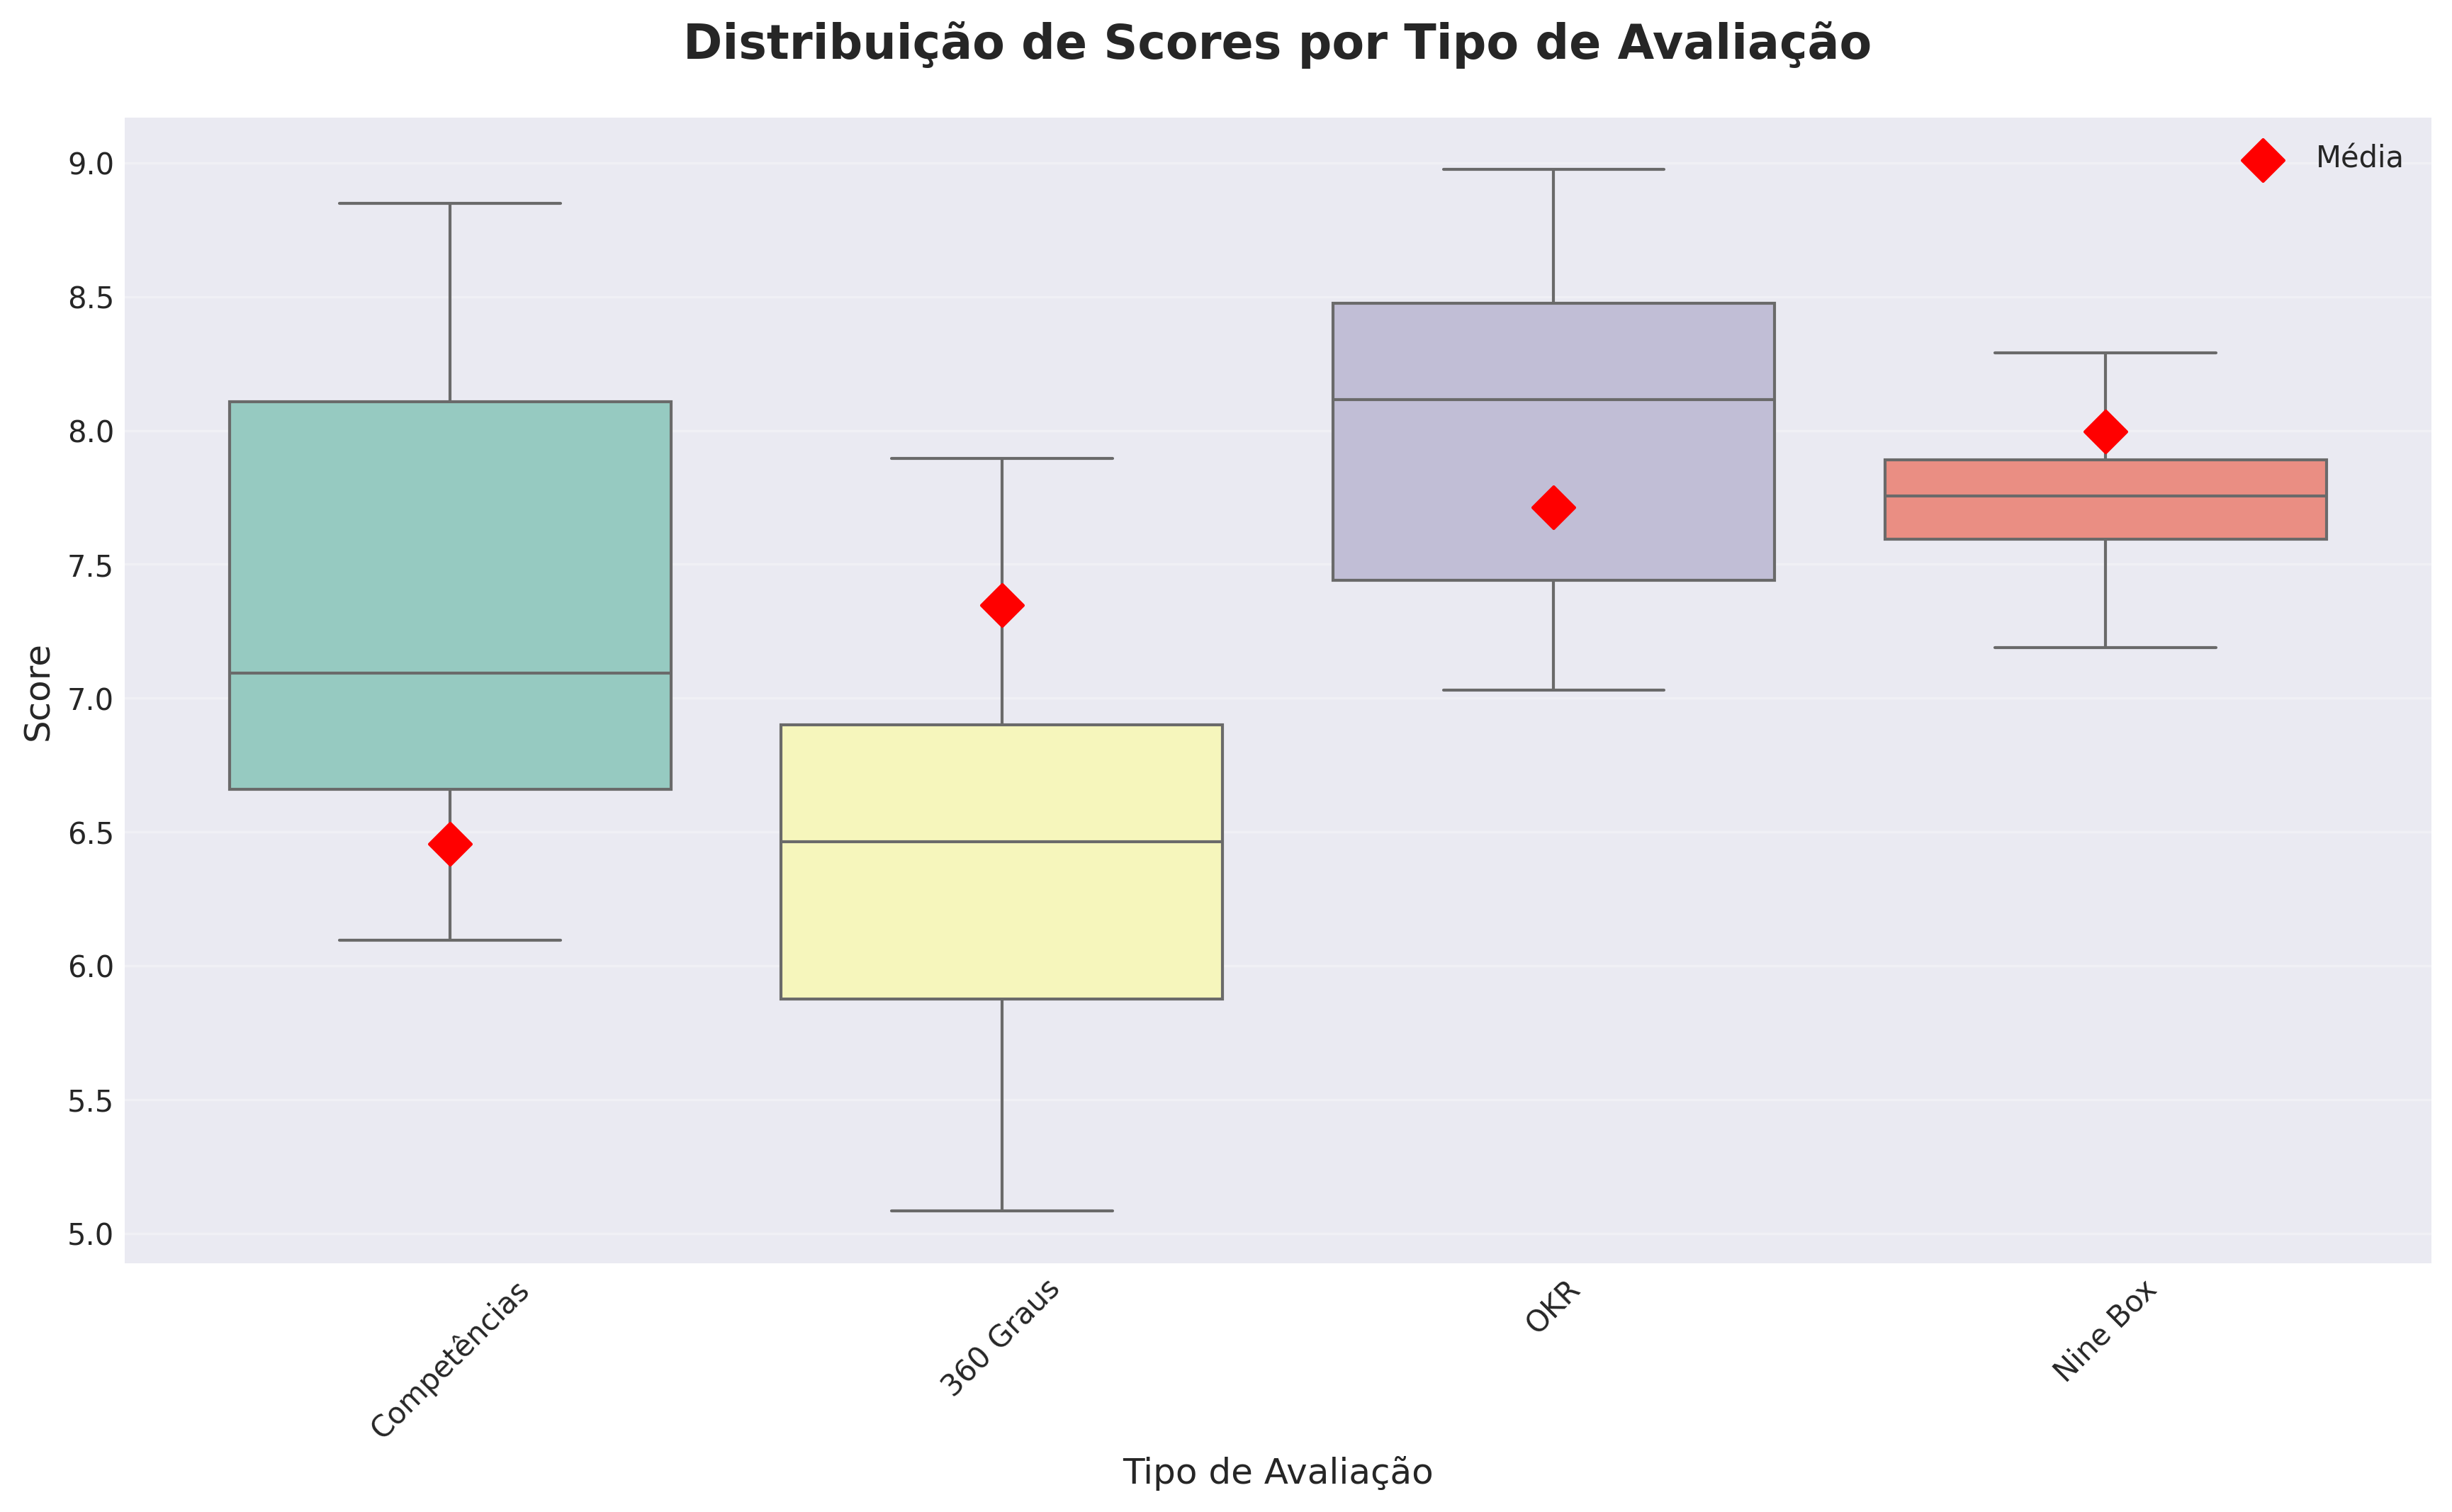 Distribuição de Scores por Tipo de Avaliação
Média
9.0
8.5
8.0
7.5
7.0
6.5
6.0
5.5
5.0
Score
Competências
360 Graus
OKR
Nine Box
Tipo de Avaliação